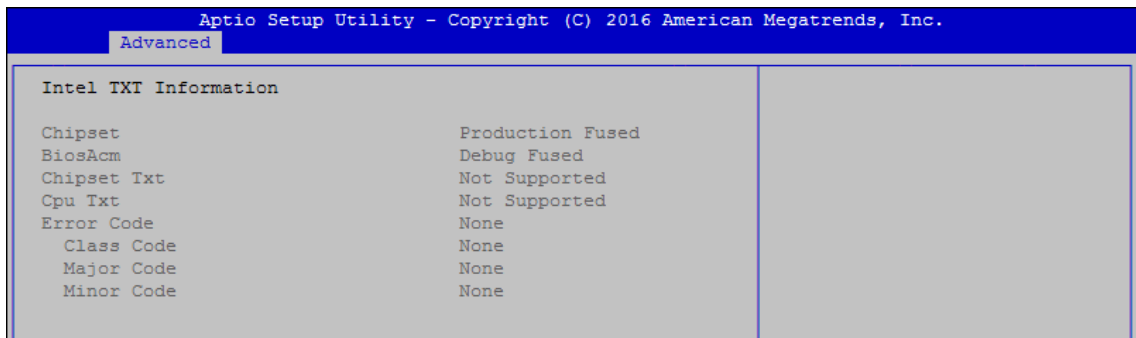 Aptio Setup Utility – Copyright (C) 2016 American Megatrends, Inc.
Advanced
Intel TXT Information
Chipset Production Fused
BiosAcm Debug Fused
Chipset Txt Not Supported
Cpu Txt Not Supported
Error Code None
Class Code None
Major Code None
Minor Code None